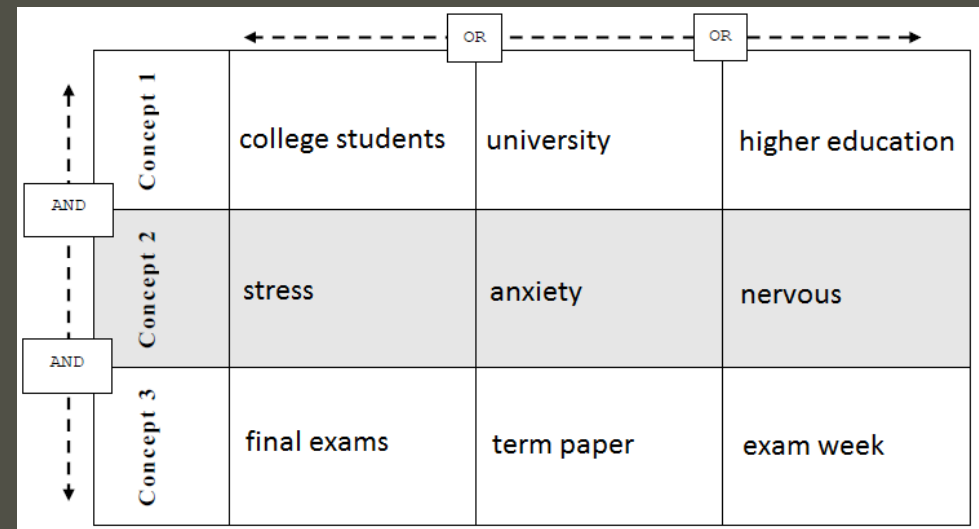 OR OR
Concept 1 college students university higher education
AND
Concept 2 stress anxiety nervous
AND
Concept 3 final exams term paper exam week